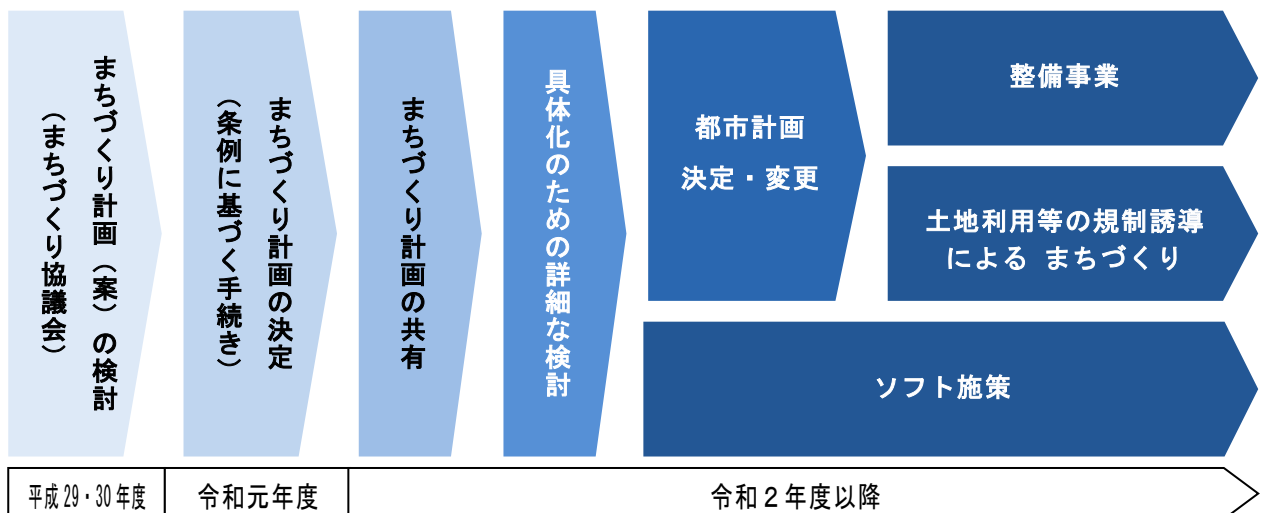 まちづくり計画（案）の検討
（まちづくり協議会）
まちづくり計画の決定
（条例に基づく手続き）
まちづくり計画の共有
具体化のための詳細な検討
都市計画
決定・変更
整備事業
土地利用等の規制誘導
による まちづくり
ソフト施策
平成29・30年度
令和元年度
令和２年度以降